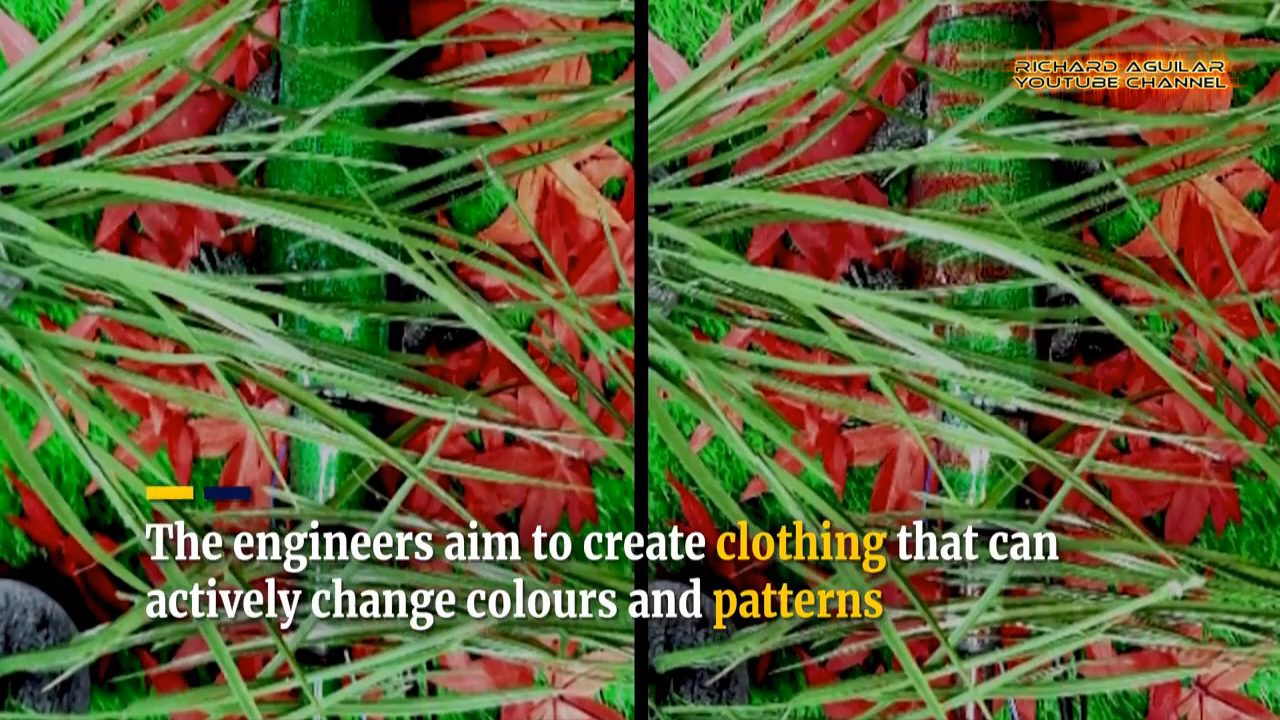 RICHARD AGUILAR
YOUTUBE CHANNEL
The engineers aim to create clothing that can
actively change colours and patterns